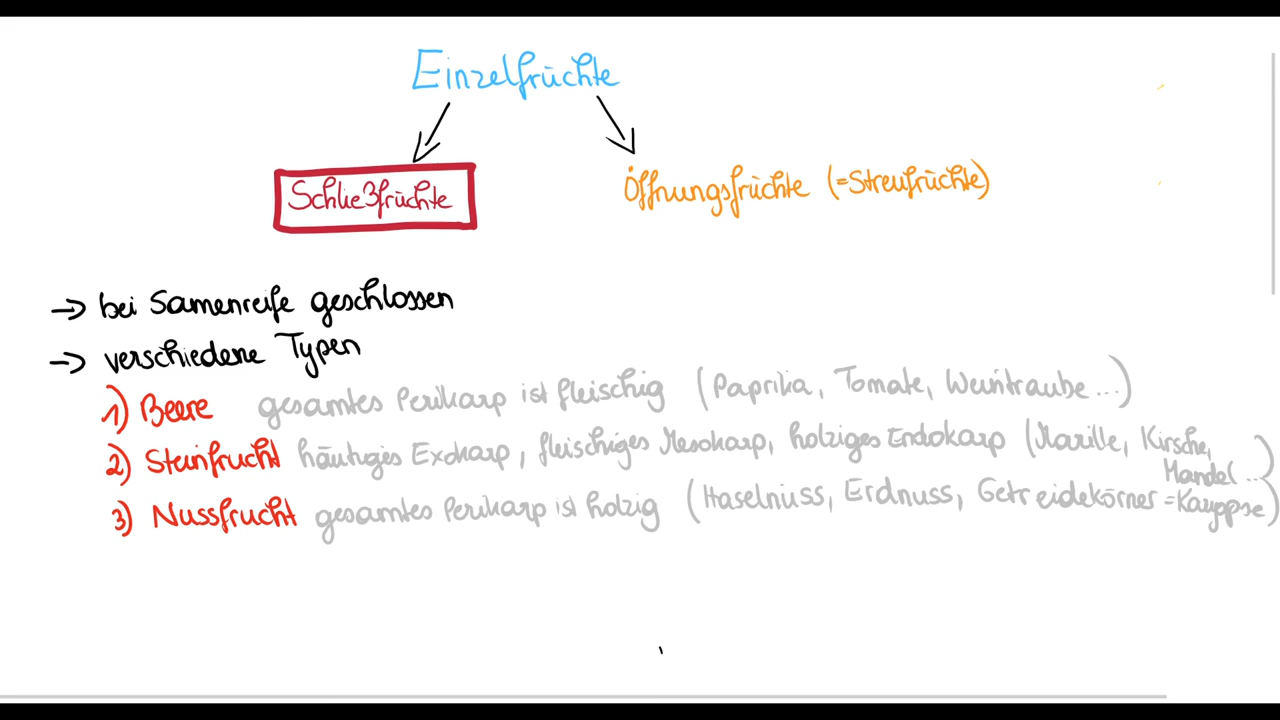 Einzelfrüchte
Schließfrüchte
Öffnungsfrüchte (=Streufrüchte)
→ bei Samenreife geschlossen
→ verschiedene Typen
1) Beere gesamtes Perikarp ist fleischig (Paprika, Tomate, Weintraube ...)
2) Steinfrucht häutiges Exokarp, fleischiges Mesokarp, holziges Endokarp (Marille, Kirsche,
Mandel ...)
3) Nussfrucht gesamtes Perikarp ist holzig (Haselnuss, Erdnuss, Getreidekörner = Karyopse)